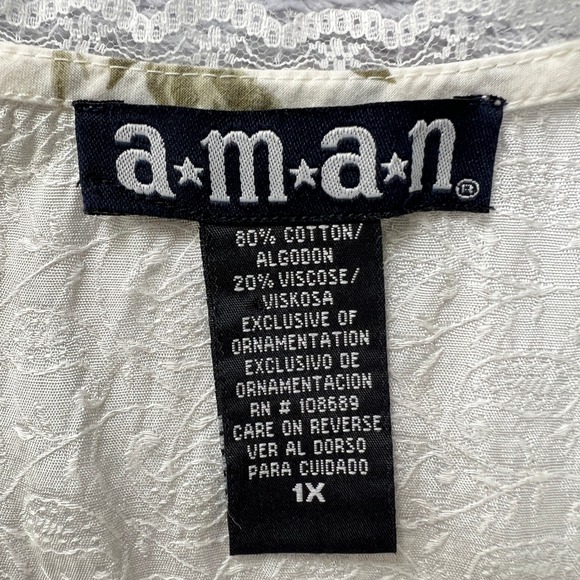 a★m★a★n®
80% COTTON/
ALGODON
20% VISCOSE/
VISKOSA
EXCLUSIVE OF
ORNAMENTATION
EXCLUSIVO DE
ORNAMENTACION
RN # 108689
CARE ON REVERSE
VER AL DORSO
PARA CUIDADO
1X